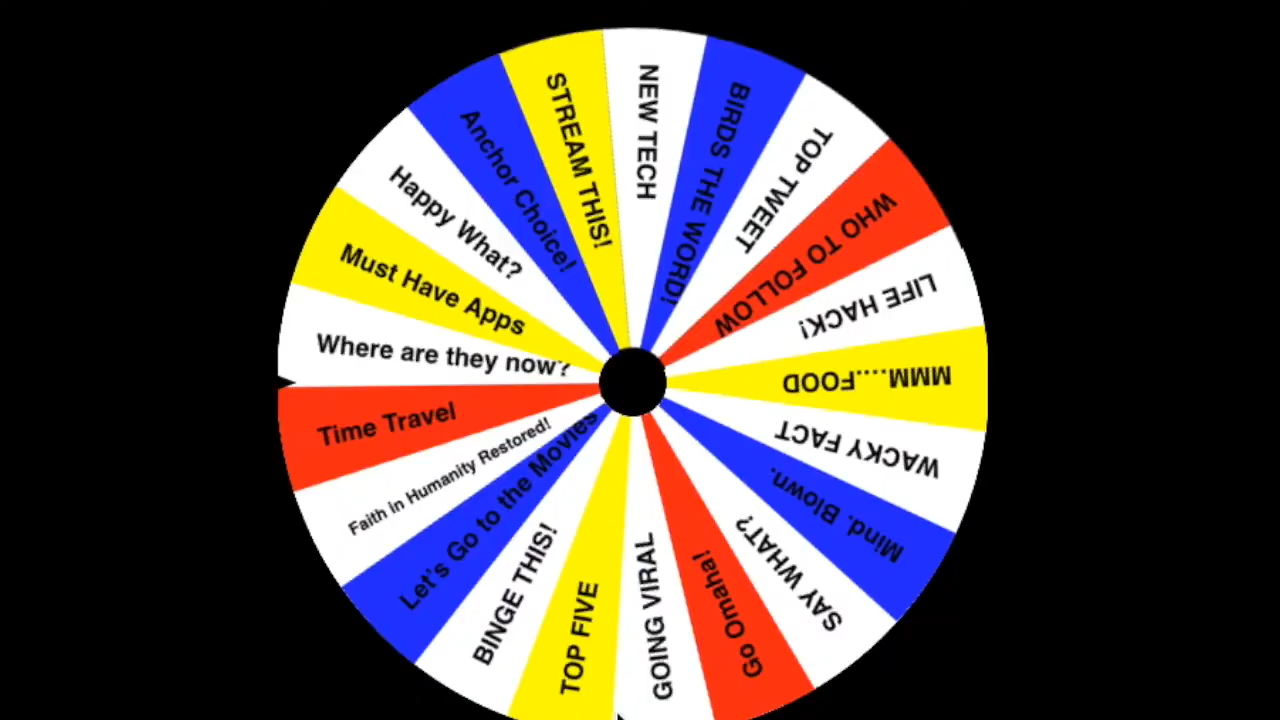 NEW TECH
BIRDS THE WORD!
TOP TWEET
WHO TO FOLLOW
LIFE HACK!
MMM....FOOD
WACKY FACT
Mind. Blown.
SAY WHAT?
Go Omaha!
GOING VIRAL
TOP FIVE
BINGE THIS!
Let's Go to the Movies
Faith in Humanity Restored!
Time Travel
Where are they now?
Must Have Apps
Happy What?
Anchor Choice!
STREAM THIS!